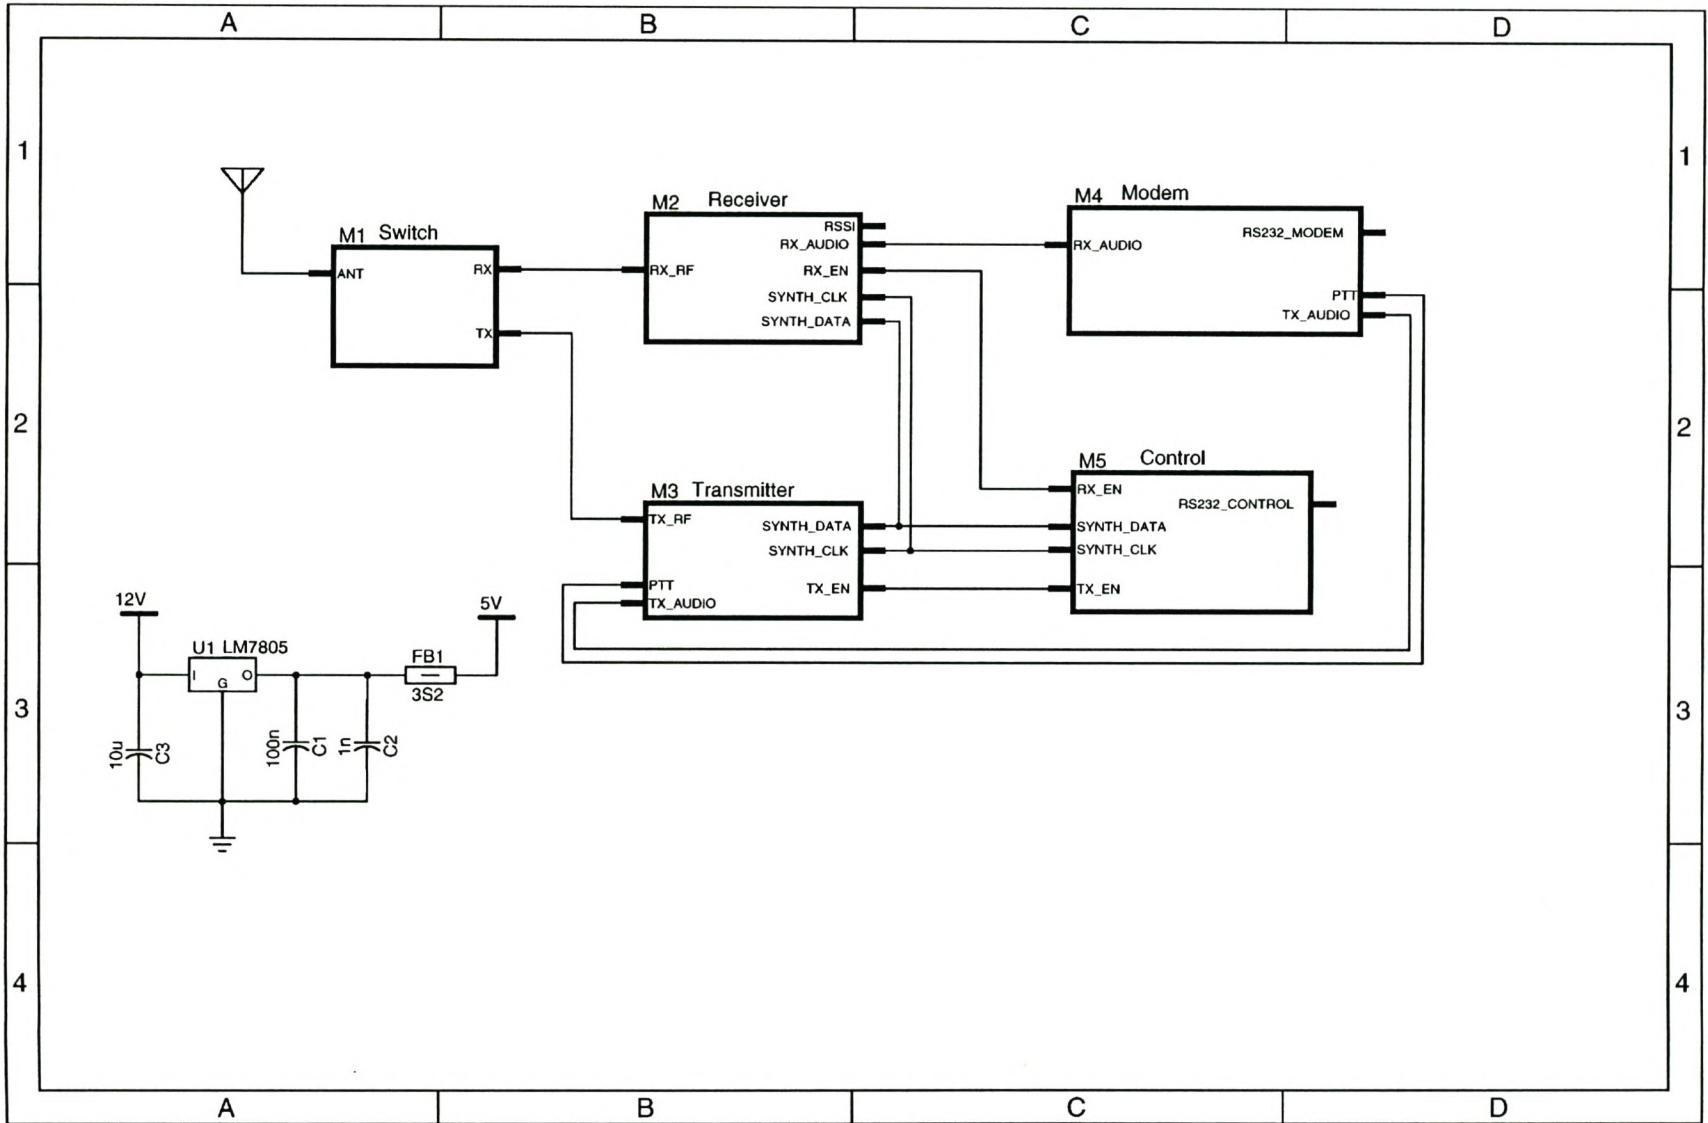 A B C D
1 1
M1 Switch
ANT
RX
TX
M2 Receiver
RSSI
RX_AUDIO
RX_RF
RX_EN
SYNTH_CLK
SYNTH_DATA
M4 Modem
RX_AUDIO
RS232_MODEM
PTT
TX_AUDIO
2 2
M3 Transmitter
TX_RF
SYNTH_DATA
SYNTH_CLK
PTT
TX_EN
TX_AUDIO
M5 Control
RX_EN
RS232_CONTROL
SYNTH_DATA
SYNTH_CLK
TX_EN
3 3
12V
5V
U1 LM7805
I G O
FB1
3S2
10u C3
100n C1
1n C2
4 4
A B C D